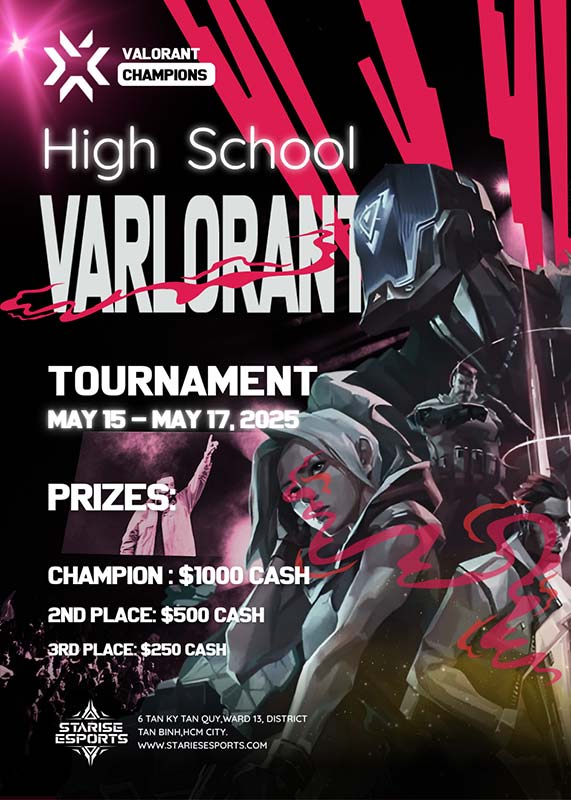 VALORANT
CHAMPIONS
High School
VARLORANT
TOURNAMENT
MAY 15 – MAY 17, 2025
PRIZES:
CHAMPION : $1000 CASH
2ND PLACE: $500 CASH
3RD PLACE: $250 CASH
STARISE
ESPORTS
6 TAN KY TAN QUY,WARD 13, DISTRICT
TAN BINH,HCM CITY.
WWW.STARIESESPORTS.COM